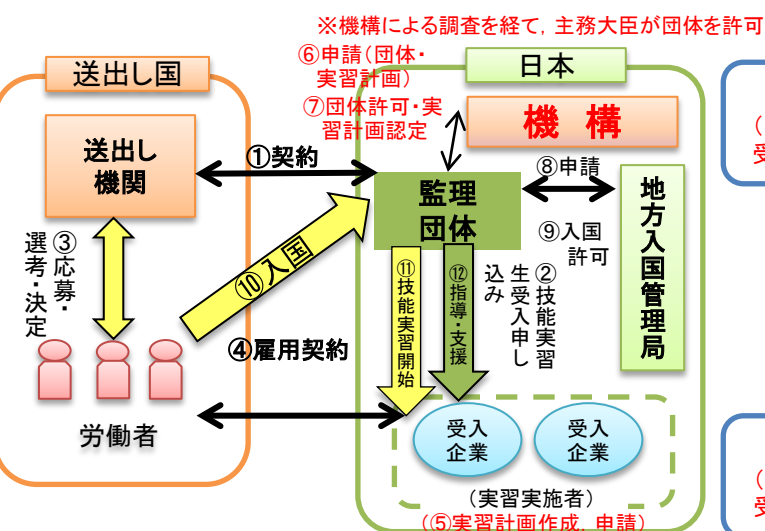 ※機構による調査を経て，主務大臣が団体を許可
⑥申請（団体・
実習計画）
⑦団体許可・実
習計画認定
送出し国
日本
機 構
送出し
機関
①契約
監理
団体
⑧申請
⑨入国
許可
地方入国管理局
③応募・
選考・決定
⑩入国
⑪技能実習開始
⑫指導・支援
②技能実習
生受入申し
込み
④雇用契約
労働者
受入
企業
受入
企業
（実習実施者）
（⑤実習計画作成，申請）
（
受
（
受